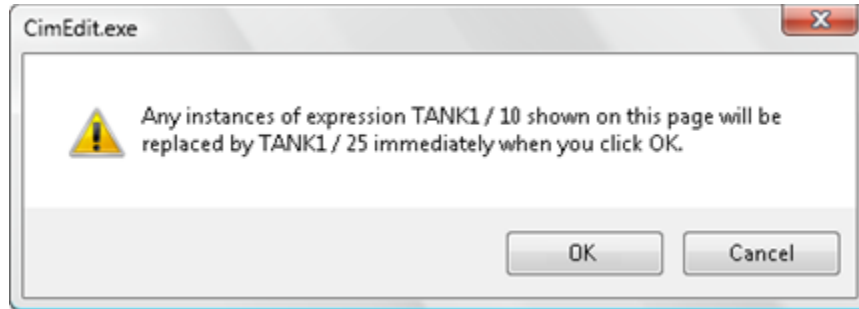 CimEdit.exe
Any instances of expression TANK1 / 10 shown on this page will be
replaced by TANK1 / 25 immediately when you click OK.
OK
Cancel